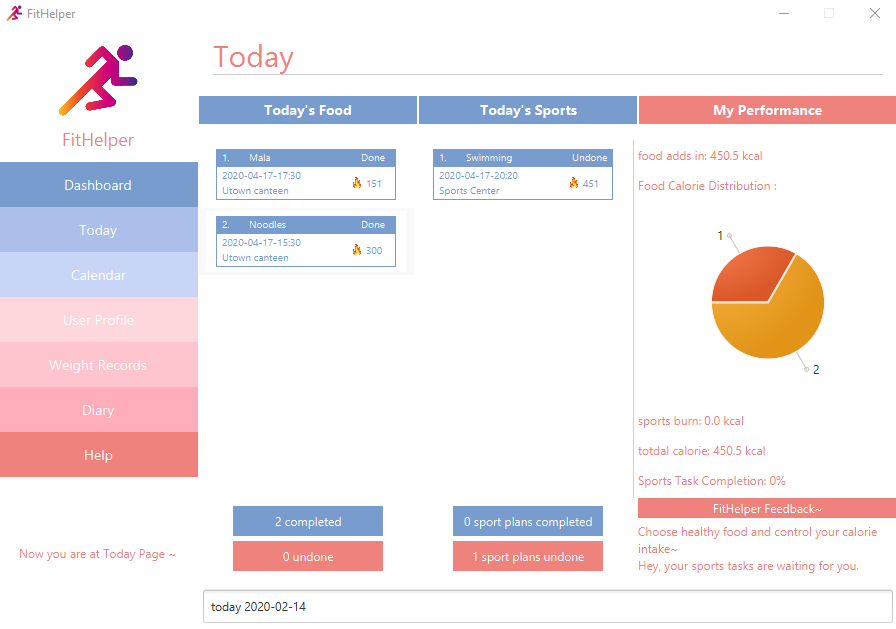 FitHelper
Today
FitHelper
Dashboard
Today
Calendar
User Profile
Weight Records
Diary
Help
Now you are at Today Page ~
Today's Food
Today's Sports
My Performance
1. Mala Done
2020-04-17-17:30
Utown canteen
151
2. Noodles Done
2020-04-17-15:30
Utown canteen
300
2 completed
0 undone
1. Swimming Undone
2020-04-17-20:20
Sports Center
451
0 sport plans completed
1 sport plans undone
food adds in: 450.5 kcal
Food Calorie Distribution :
1
2
sports burn: 0.0 kcal
totdal calorie: 450.5 kcal
Sports Task Completion: 0%
FitHelper Feedback~
Choose healthy food and control your calorie
intake~
Hey, your sports tasks are waiting for you.
today 2020-02-14